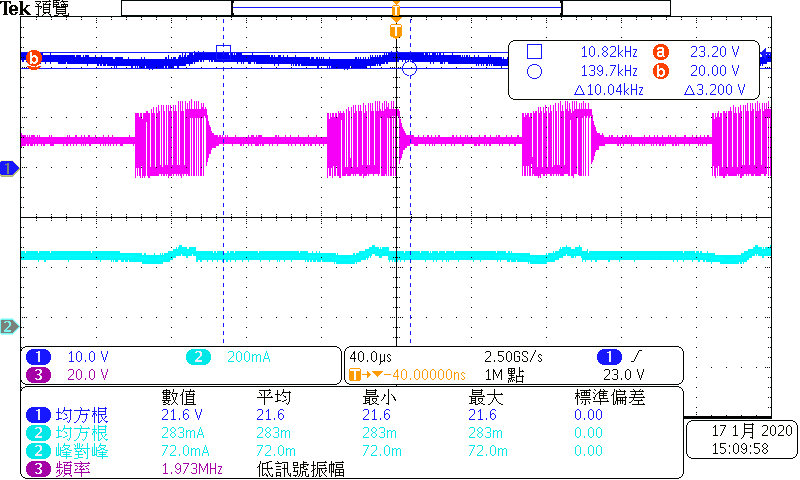 Tek 預覽
T
T
b
10.82kHz a 23.20 V
139.7kHz b 20.00 V
△10.04kHz △3.200 V
1
2
1 10.0 V 2 200mA
3 20.0 V
40.0μs 2.50GS/s 1
T→▼−40.00000ns 1M 點 23.0 V
數值 平均 最小 最大 標準偏差
1 均方根 21.6 V 21.6 21.6 21.6 0.00
2 均方根 283mA 283m 283m 283m 0.00
2 峰對峰 72.0mA 72.0m 72.0m 72.0m 0.00
3 頻率 1.973MHz 低訊號振幅
17 1月 2020
15:09:58